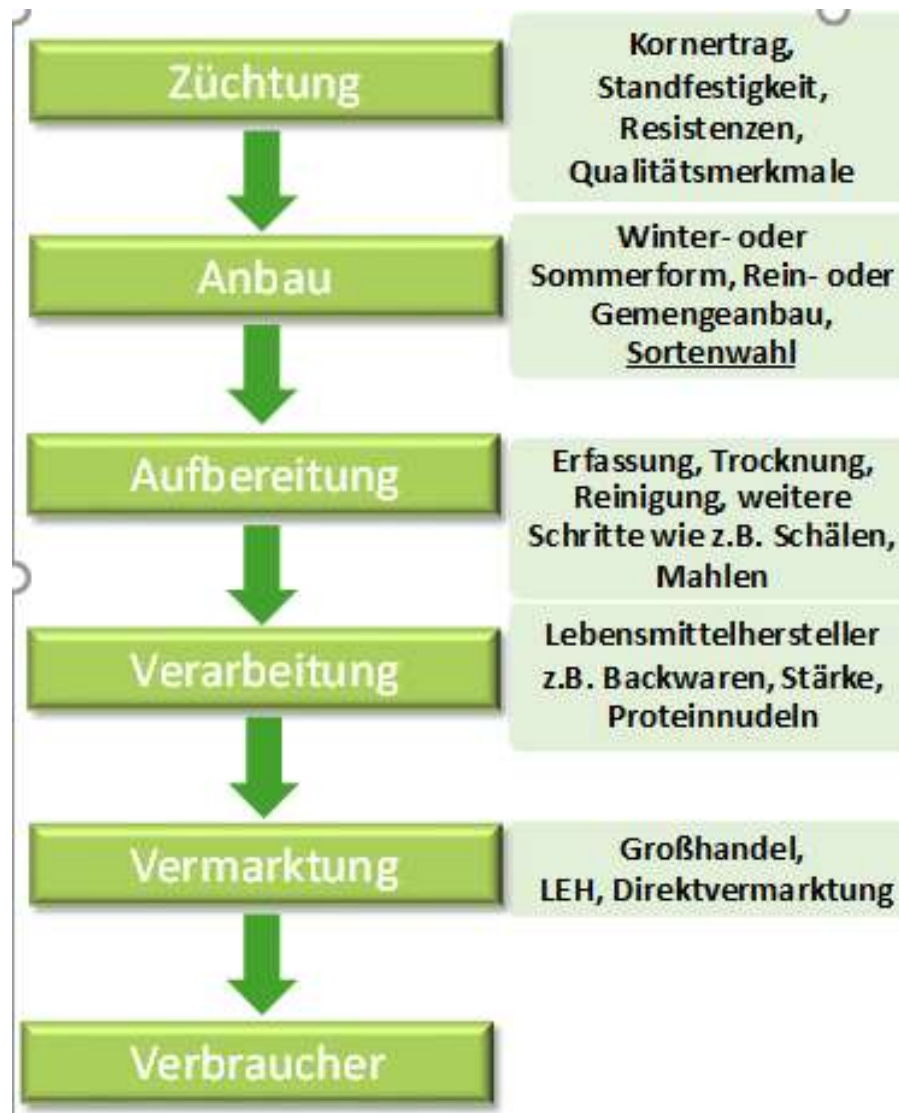 Züchtung
Kornertrag,
Standfestigkeit,
Resistenzen,
Qualitätsmerkmale
Anbau
Winter- oder
Sommerform, Rein- oder
Gemengeanbau,
Sortenwahl
Aufbereitung
Erfassung, Trocknung,
Reinigung, weitere
Schritte wie z.B. Schälen,
Mahlen
Verarbeitung
Lebensmittelhersteller
z.B. Backwaren, Stärke,
Proteinnudeln
Vermarktung
Großhandel,
LEH, Direktvermarktung
Verbraucher